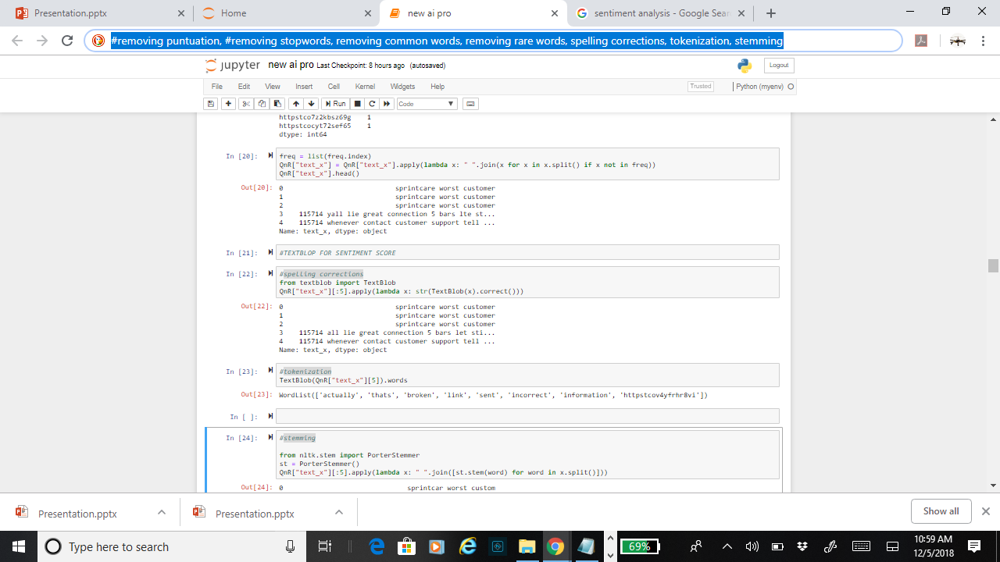 Presentation.pptx
Home
new ai pro
sentiment analysis - Google Sear
#removing puntuation, #removing stopwords, removing common words, removing rare words, spelling corrections, tokenization, stemming
jupyter new ai pro Last Checkpoint: 8 hours ago (autosaved)
Logout
File Edit View Insert Cell Kernel Widgets Help
Trusted
Python (myenv)
Run
Code
httpstco7z2kbsz69g 1
httpstcocyt72sef65 1
dtype: int64
In [20]:
freq = list(freq.index)
QnR["text_x"] = QnR["text_x"].apply(lambda x: " ".join(x for x in x.split() if x not in freq))
QnR["text_x"].head()
Out[20]: 0 sprintcare worst customer
1 sprintcare worst customer
2 sprintcare worst customer
3 115714 yall lie great connection 5 bars lte st...
4 115714 whenever contact customer support tell ...
Name: text_x, dtype: object
In [21]: #TEXTBLOP FOR SENTIMENT SCORE
In [22]: #spelling corrections
from textblob import TextBlob
QnR["text_x"][:5].apply(lambda x: str(TextBlob(x).correct()))
Out[22]: 0 sprintcare worst customer
1 sprintcare worst customer
2 sprintcare worst customer
3 115714 all lie great connection 5 bars let sti...
4 115714 whenever contact customer support tell ...
Name: text_x, dtype: object
In [23]: #tokenization
TextBlob(QnR["text_x"][5]).words
Out[23]: WordList(['actually', 'thats', 'broken', 'link', 'sent', 'incorrect', 'information', 'httpstcov4yfrhr8vi'])
In [ ]:
In [24]: #stemming
from nltk.stem import PorterStemmer
st = PorterStemmer()
QnR["text_x"][:5].apply(lambda x: " ".join([st.stem(word) for word in x.split()]))
Out[24]: 0 sprintcar worst custom
Presentation.pptx
Presentation.pptx
Show all
Type here to search
69%
10:59 AM
12/5/2018